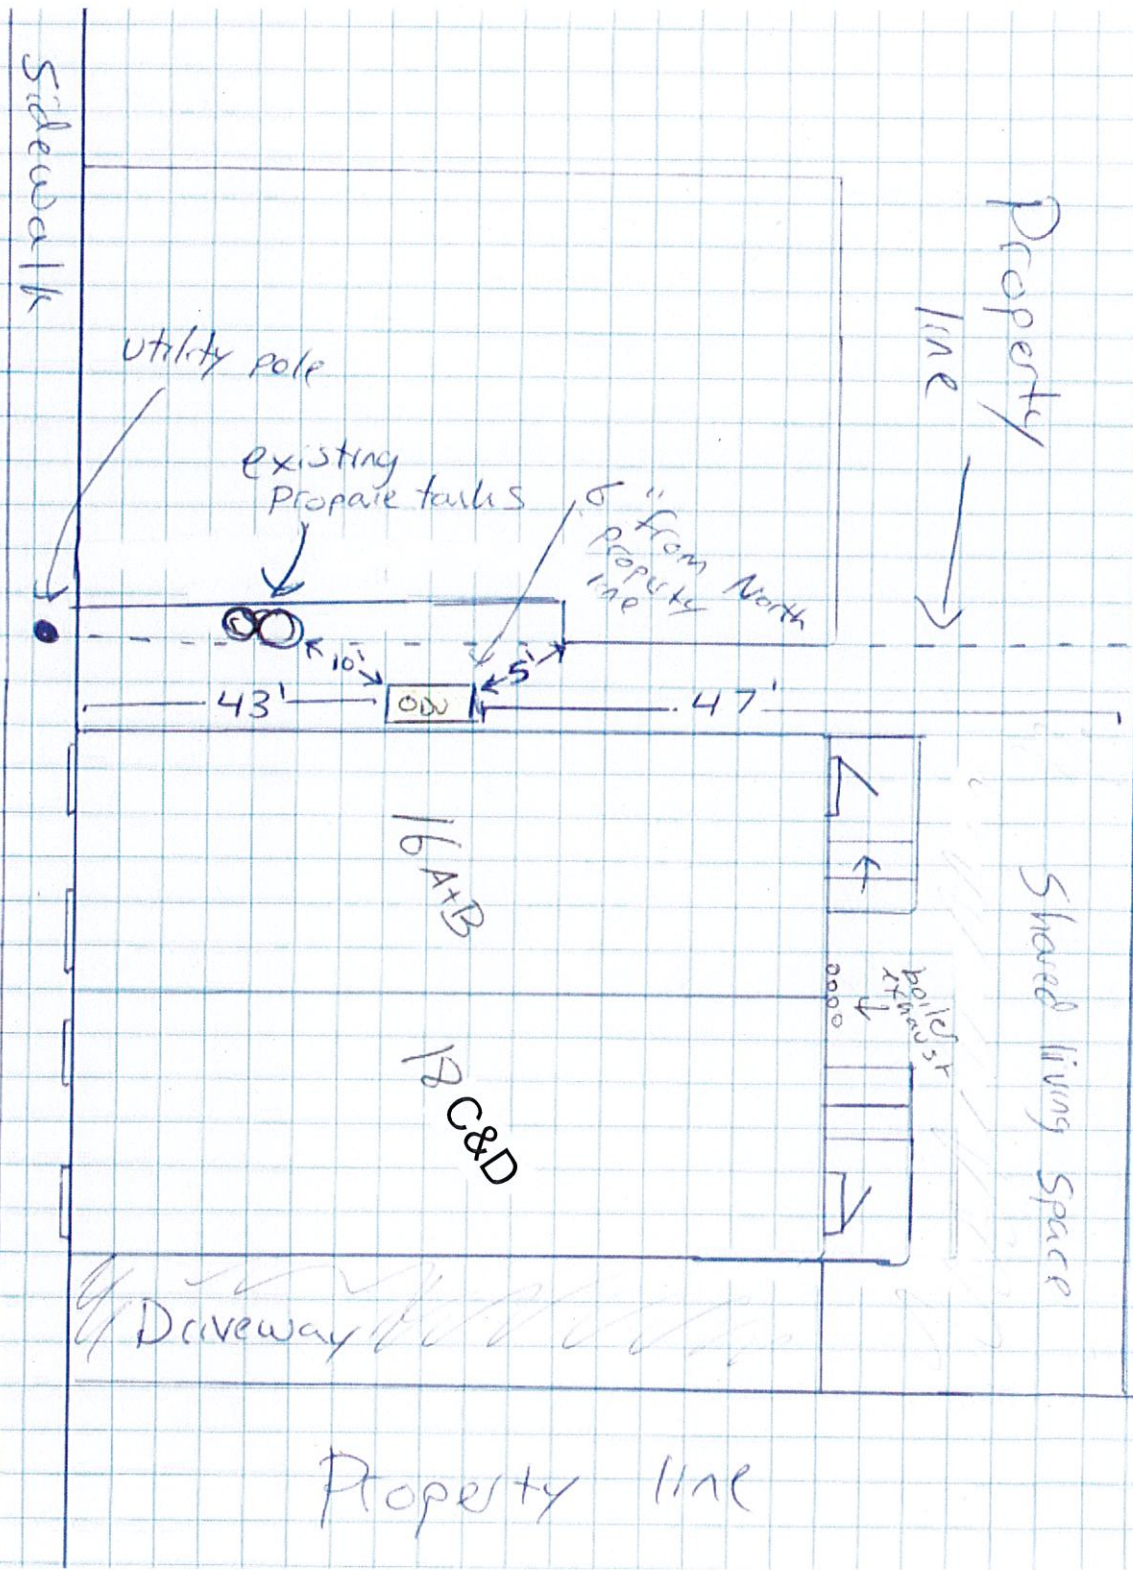 Sidewalk
Property
line
utility pole
existing
propane tanks
6"
from North
property
line
10'
5'
43'
ODU
47'
16 A+B
boiler
exhaust
18
C&D
Shared living space
Driveway
Property line